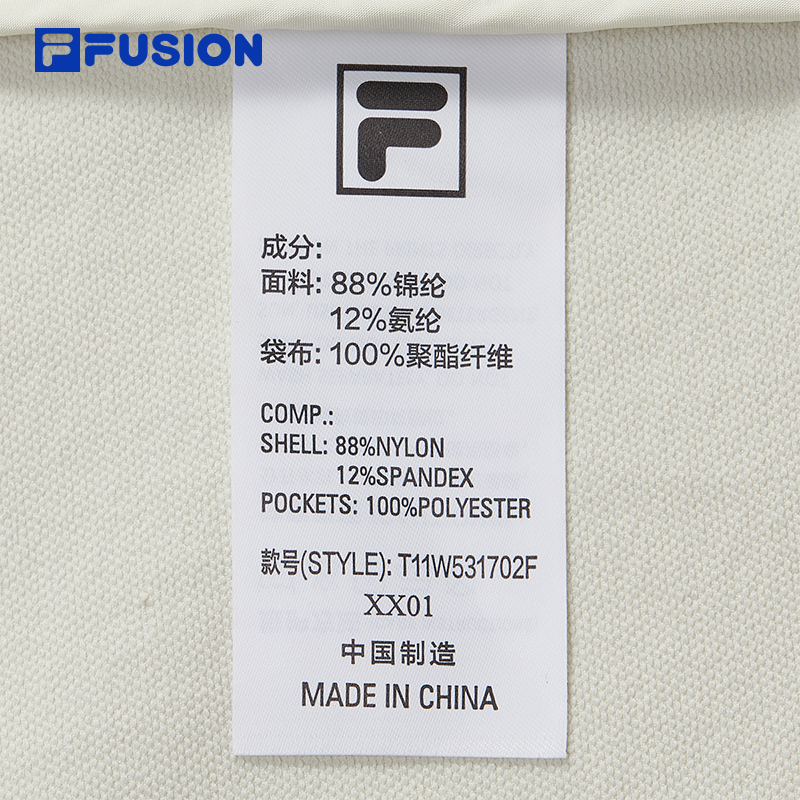 FUSION
成分:
面料: 88%锦纶
12%氨纶
袋布: 100%聚酯纤维
COMP.:
SHELL: 88%NYLON
12%SPANDEX
POCKETS: 100%POLYESTER
款号(STYLE): T11W531702F
XX01
中国制造
MADE IN CHINA